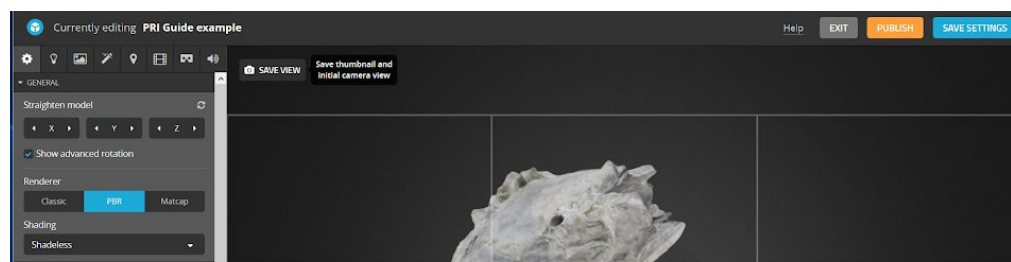 Currently editing PRI Guide example
Help
EXIT
PUBLISH
SAVE SETTINGS
SAVE VIEW
Save thumbnail and
initial camera view
GENERAL
Straighten model
X
Y
Z
Show advanced rotation
Renderer
Classic
PBR
Matcap
Shading
Shadeless